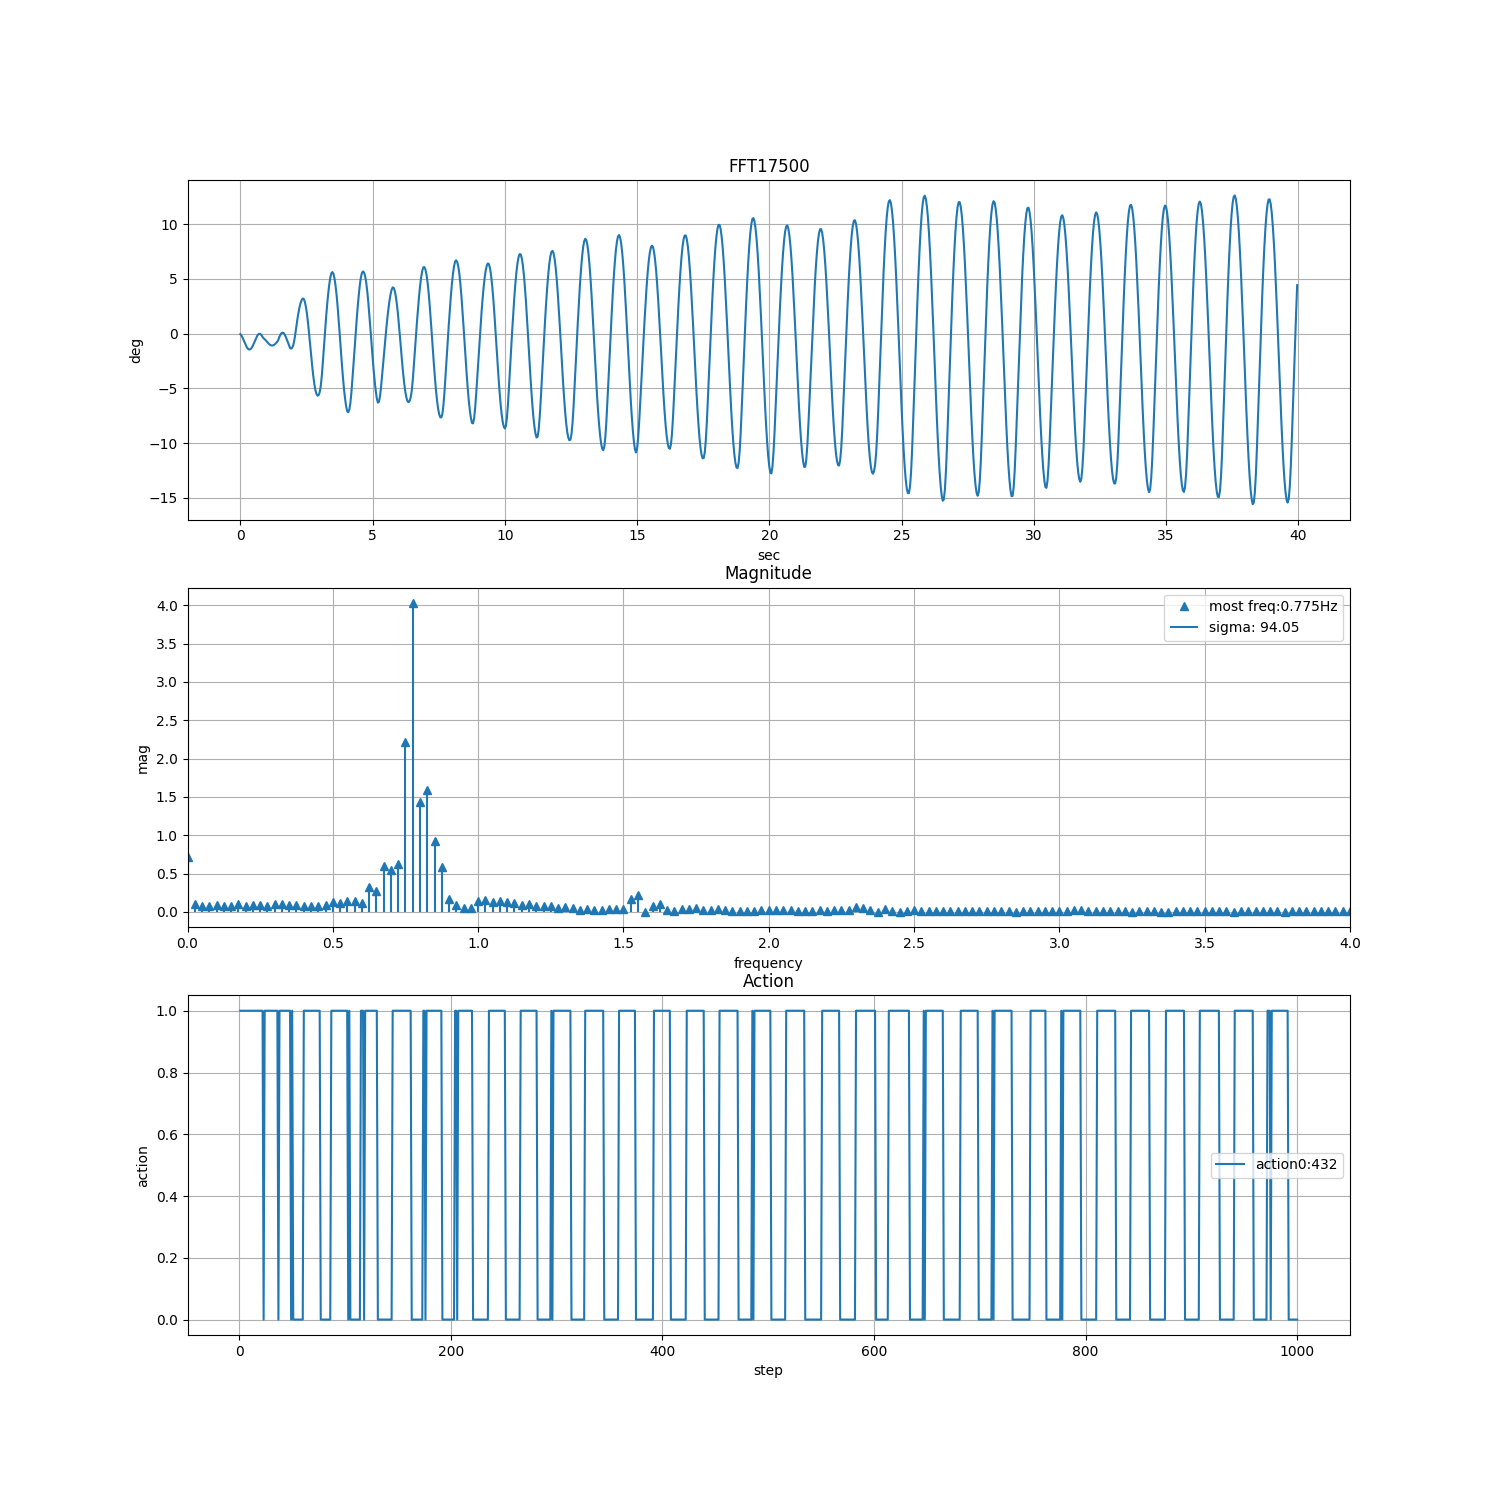 FFT17500
10
5
0
−5
−10
−15
deg
0 5 10 15 20 25 30 35 40
sec
Magnitude
4.0
3.5
3.0
2.5
2.0
1.5
1.0
0.5
0.0
mag
most freq:0.775Hz
sigma: 94.05
0.0 0.5 1.0 1.5 2.0 2.5 3.0 3.5 4.0
frequency
Action
1.0
0.8
0.6
0.4
0.2
0.0
action
action0:432
0 200 400 600 800 1000
step